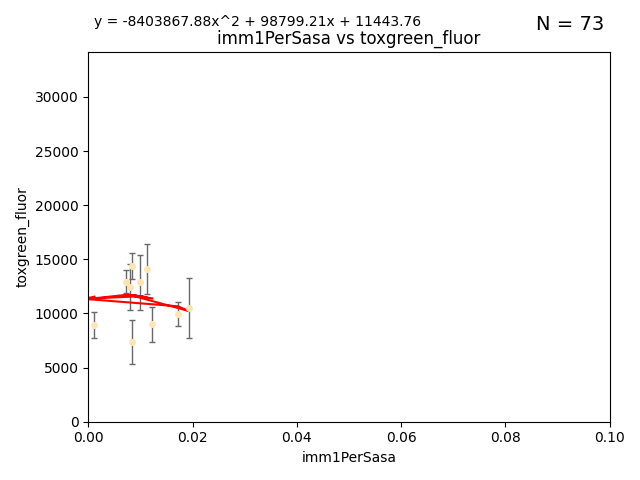 y = -8403867.88x^2 + 98799.21x + 11443.76
N = 73
imm1PerSasa vs toxgreen_fluor
30000
25000
20000
15000
10000
5000
0
toxgreen_fluor
0.00
0.02
0.04
0.06
0.08
0.10
imm1PerSasa